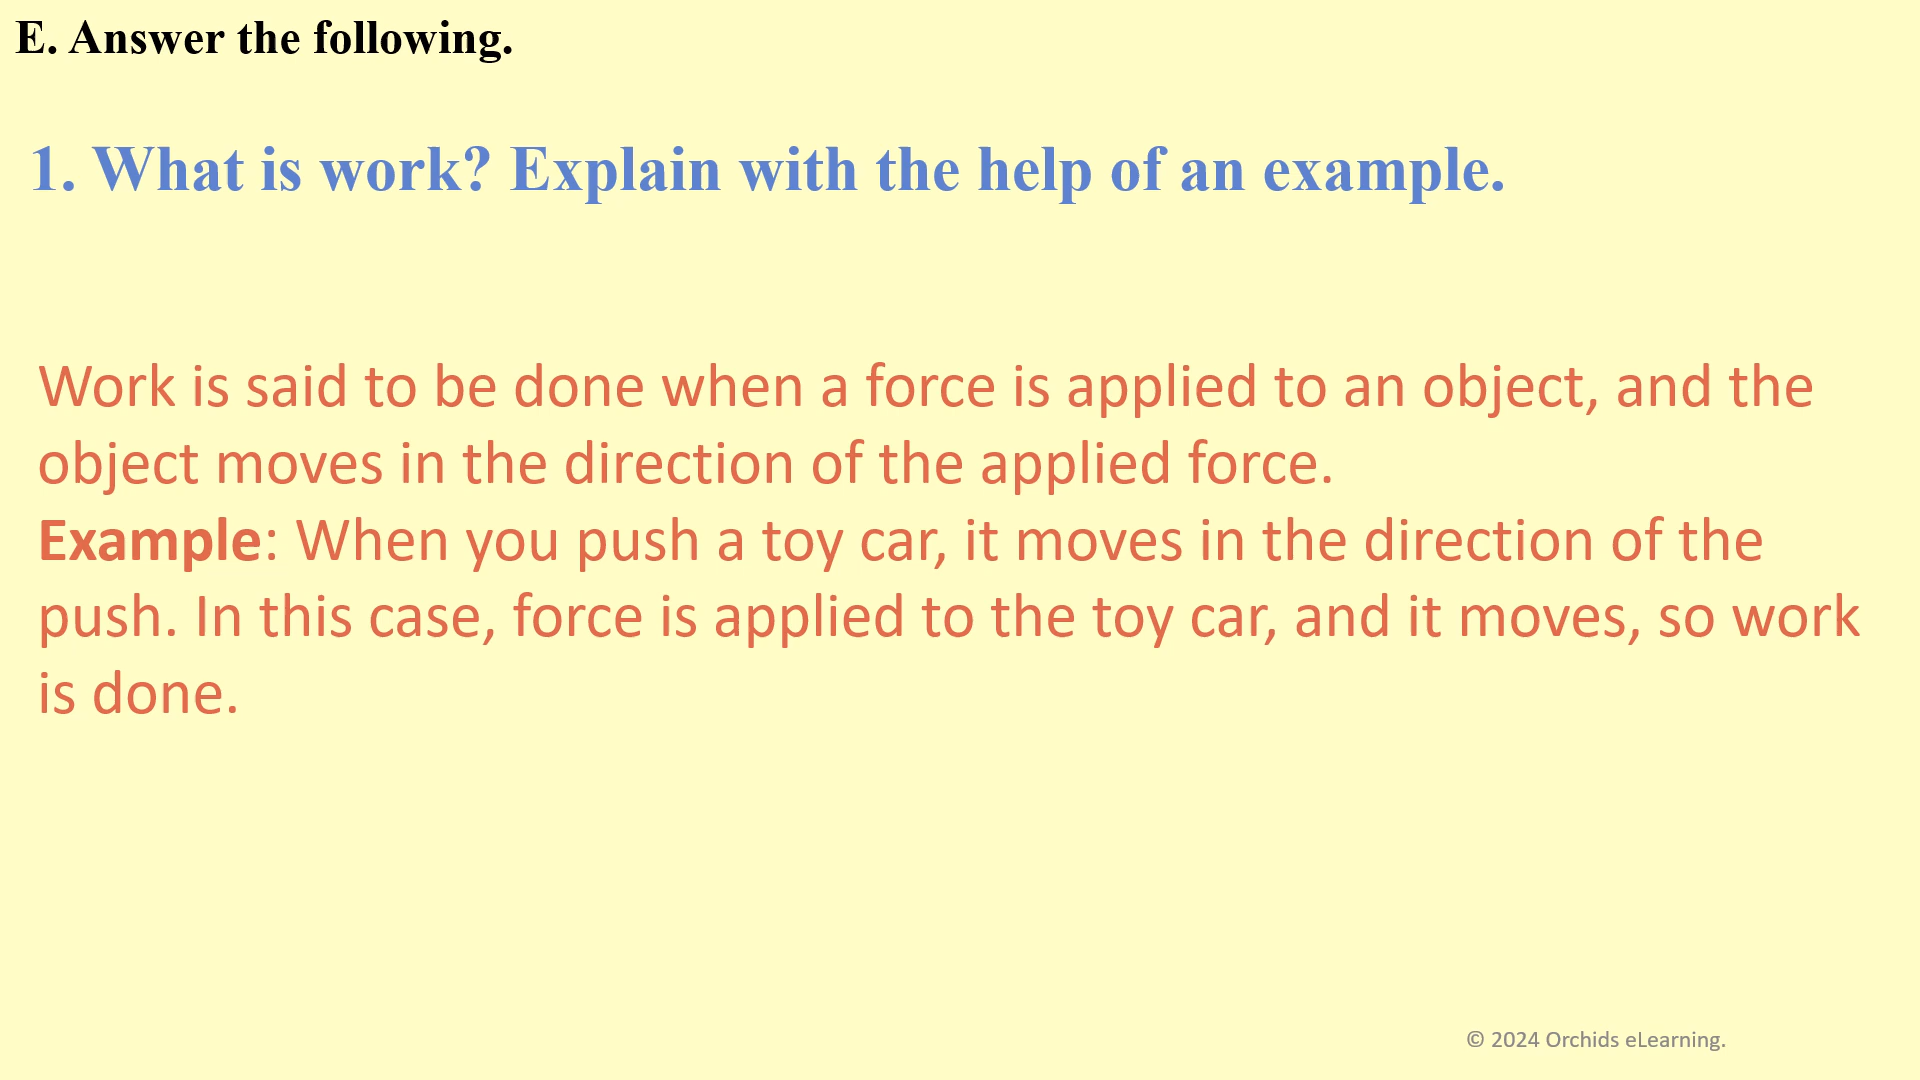 E. Answer the following.
1. What is work? Explain with the help of an example.
Work is said to be done when a force is applied to an object, and the
object moves in the direction of the applied force.
Example: When you push a toy car, it moves in the direction of the
push. In this case, force is applied to the toy car, and it moves, so work
is done.
© 2024 Orchids eLearning.